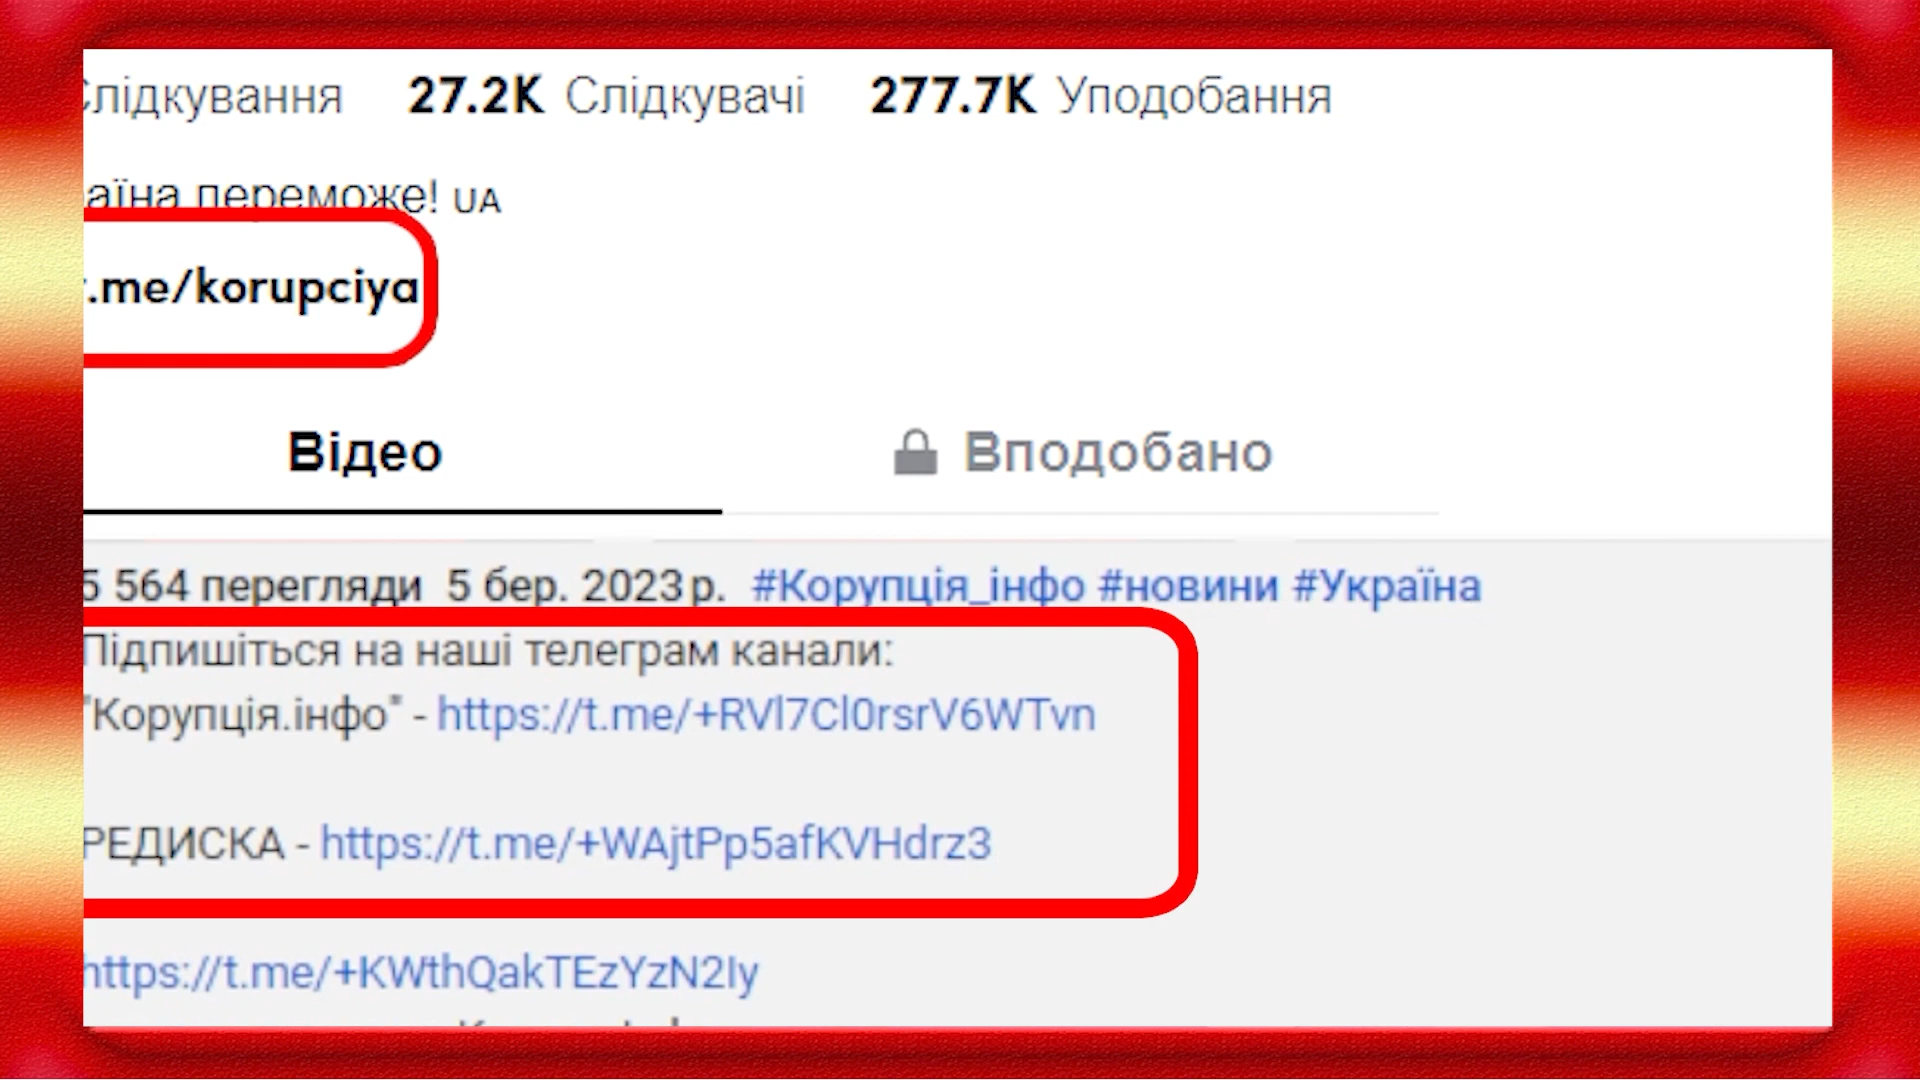 Слідкування 27.2K Слідкувачі 277.7K Уподобання
аїна переможе! UA
.me/korupciya
Відео Вподобано
5 564 перегляди 5 бер. 2023 р. #Корупція_інфо #новини #Україна
Підпишіться на наші телеграм канали:
"Корупція.інфо" - https://t.me/+RVl7Cl0rsrV6WTvn
РЕДИСКА - https://t.me/+WAjtPp5afKVHdrz3
https://t.me/+KWthQakTEzYzN2Iy